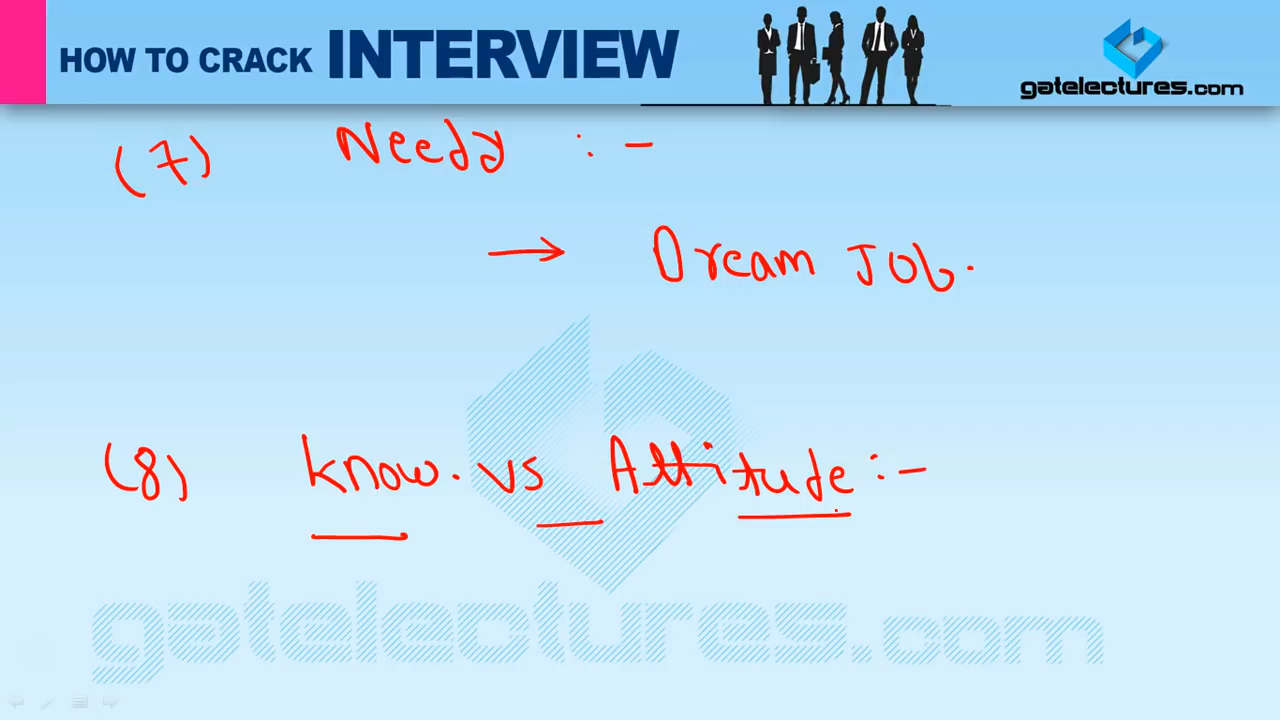 HOW TO CRACK INTERVIEW
gatelectures.com
(7) Needy :-
→ Dream Job.
(8) Know. vs Attitude :-
gatelectures.com